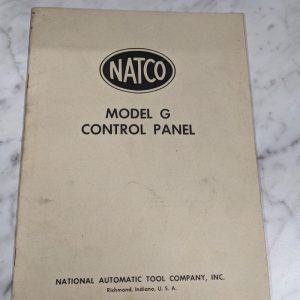 NATCO
MODEL G
CONTROL PANEL
NATIONAL AUTOMATIC TOOL COMPANY, INC.
Richmond, Indiana, U. S. A.